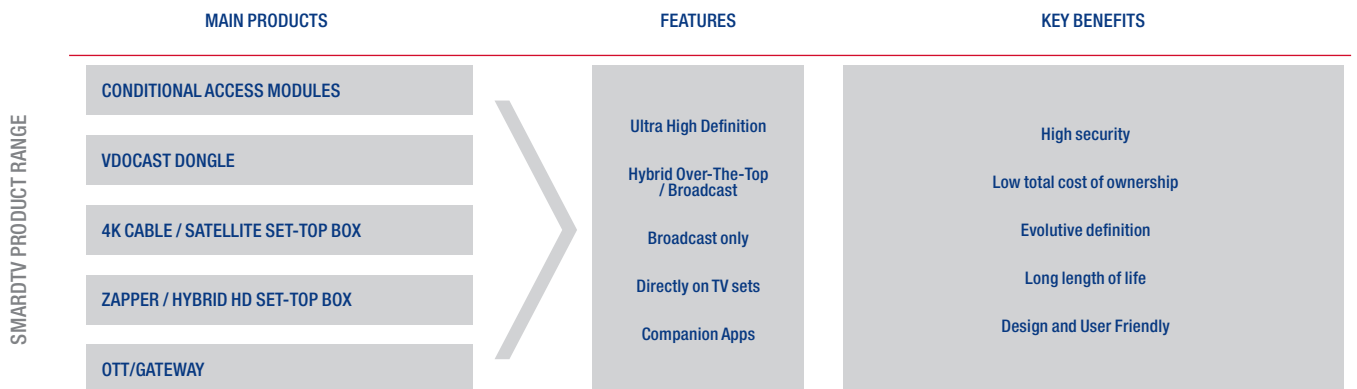 MAIN PRODUCTS
FEATURES
KEY BENEFITS
SMARDTV PRODUCT RANGE
CONDITIONAL ACCESS MODULES
VDOCAST DONGLE
4K CABLE / SATELLITE SET-TOP BOX
ZAPPER / HYBRID HD SET-TOP BOX
OTT/GATEWAY
Ultra High Definition
Hybrid Over-The-Top
/ Broadcast
Broadcast only
Directly on TV sets
Companion Apps
High security
Low total cost of ownership
Evolutive definition
Long length of life
Design and User Friendly